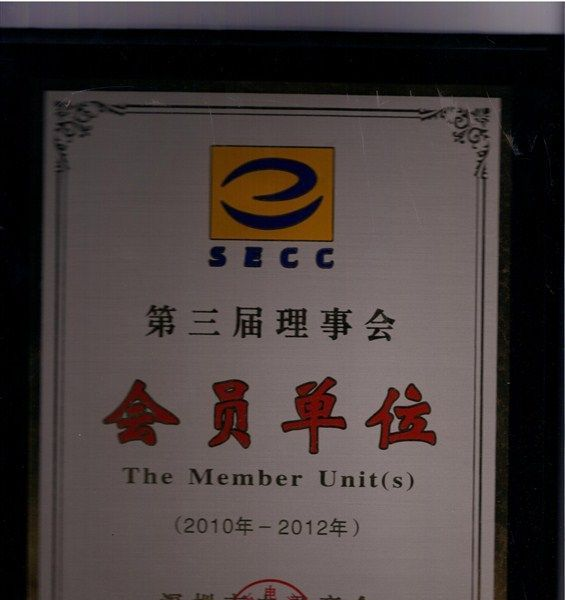 SECC
第三届理事会
会员单位
The Member Unit(s)
（2010年－2012年）